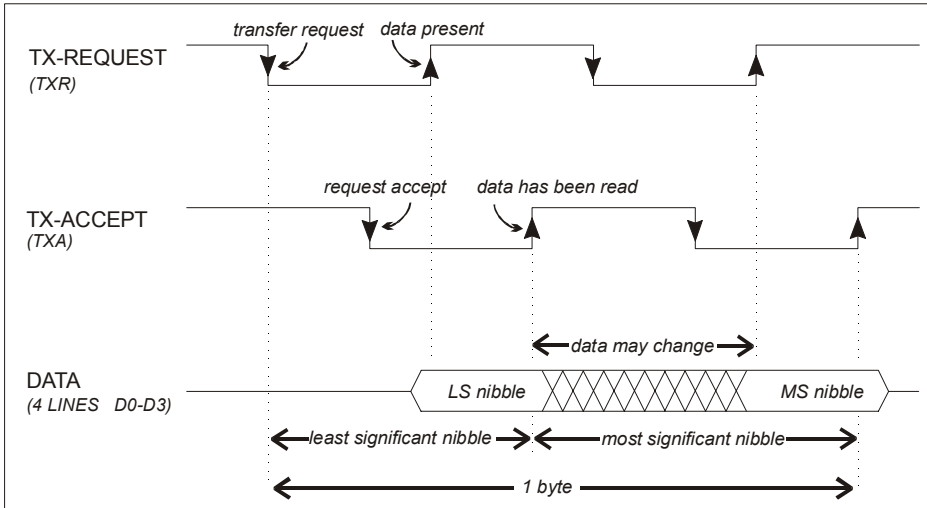 transfer request data present
TX-REQUEST
(TXR)
request accept data has been read
TX-ACCEPT
(TXA)
data may change
DATA
(4 LINES D0-D3)
LS nibble MS nibble
least significant nibble most significant nibble
1 byte